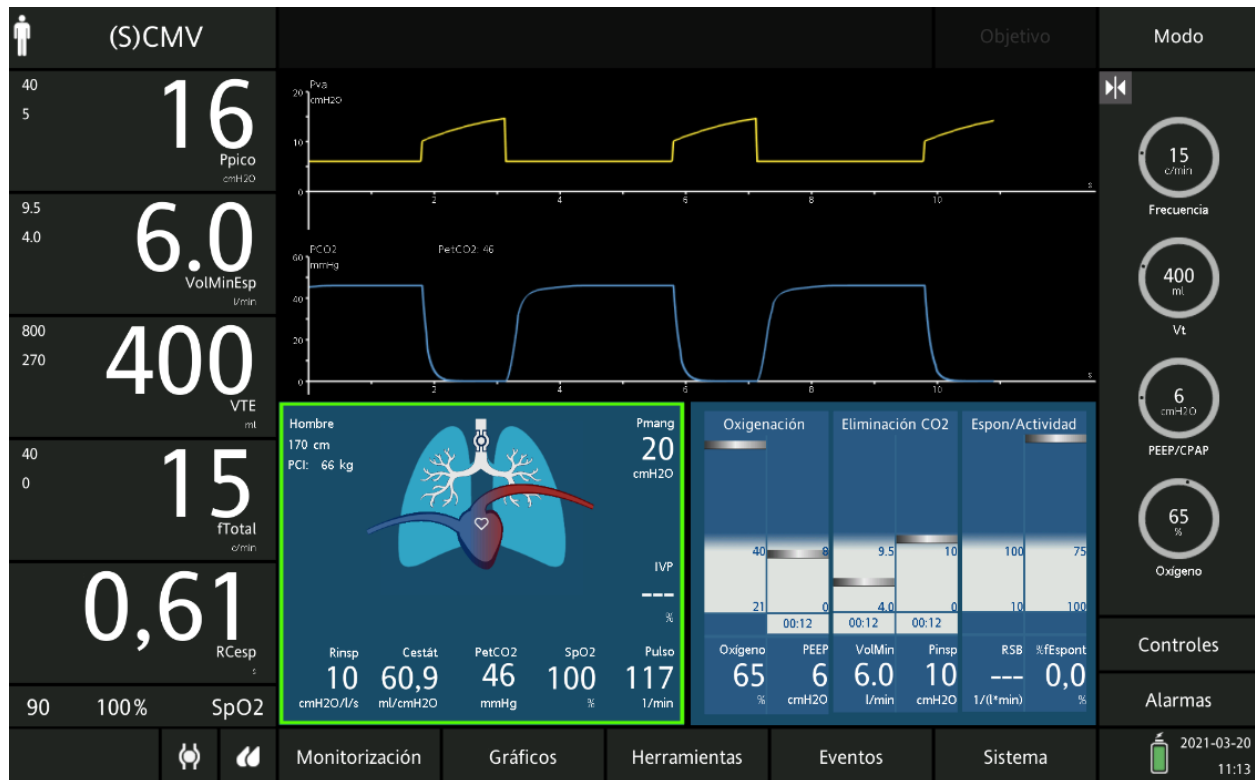 (S)CMV
Objetivo
Modo
40
5
16
Ppico
cmH2O
9.5
4.0
6.0
VolMinEsp
l/min
800
270
400
VTE
ml
40
0
15
fTotal
c/min
0,61
RCesp
s
90 100% SpO2
Pva
cmH2O
20
10
0
2 4 6 8 10 s
PCO2
mmHg
PetCO2: 46
60
40
20
0
2 4 6 8 10 s
Hombre
170 cm
PCI: 66 kg
Pmang
20
cmH2O
IVP
---
%
Rinsp Cestát PetCO2 SpO2 Pulso
10 60,9 46 100 117
cmH2O/l/s ml/cmH2O mmHg % 1/min
Oxigenación Eliminación CO2 Espon/Actividad
40 8 9.5 10 100 75
21 0 4.0 0 10 100
00:12 00:12 00:12
Oxígeno PEEP VolMin Pinsp RSB %fEspont
65 6 6.0 10 --- 0,0
% cmH2O l/min cmH2O 1/(l*min) %
15
c/min
Frecuencia
400
ml
Vt
6
cmH2O
PEEP/CPAP
65
%
Oxígeno
Controles
Alarmas
Monitorización Gráficos Herramientas Eventos Sistema
2021-03-20
11:13